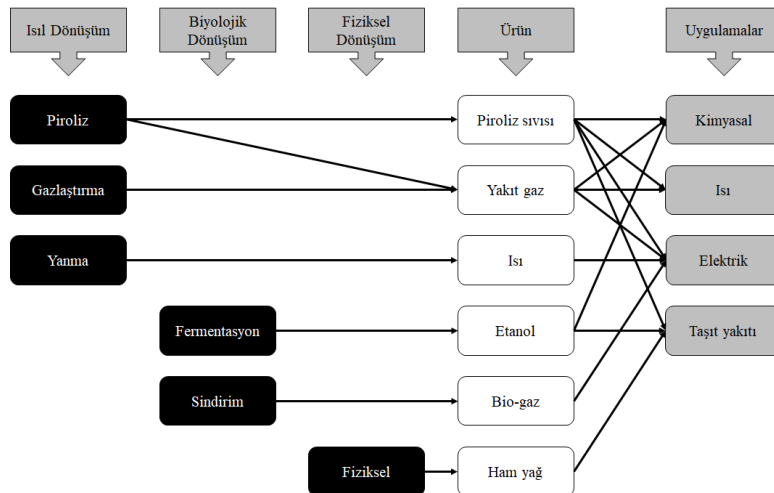 Isıl Dönüşüm
Biyolojik
Dönüşüm
Fiziksel
Dönüşüm
Ürün
Uygulamalar
Piroliz
Piroliz sıvısı
Kimyasal
Gazlaştırma
Yakıt gaz
Isı
Yanma
Isı
Elektrik
Fermentasyon
Etanol
Taşıt yakıtı
Sindirim
Bio-gaz
Fiziksel
Ham yağ